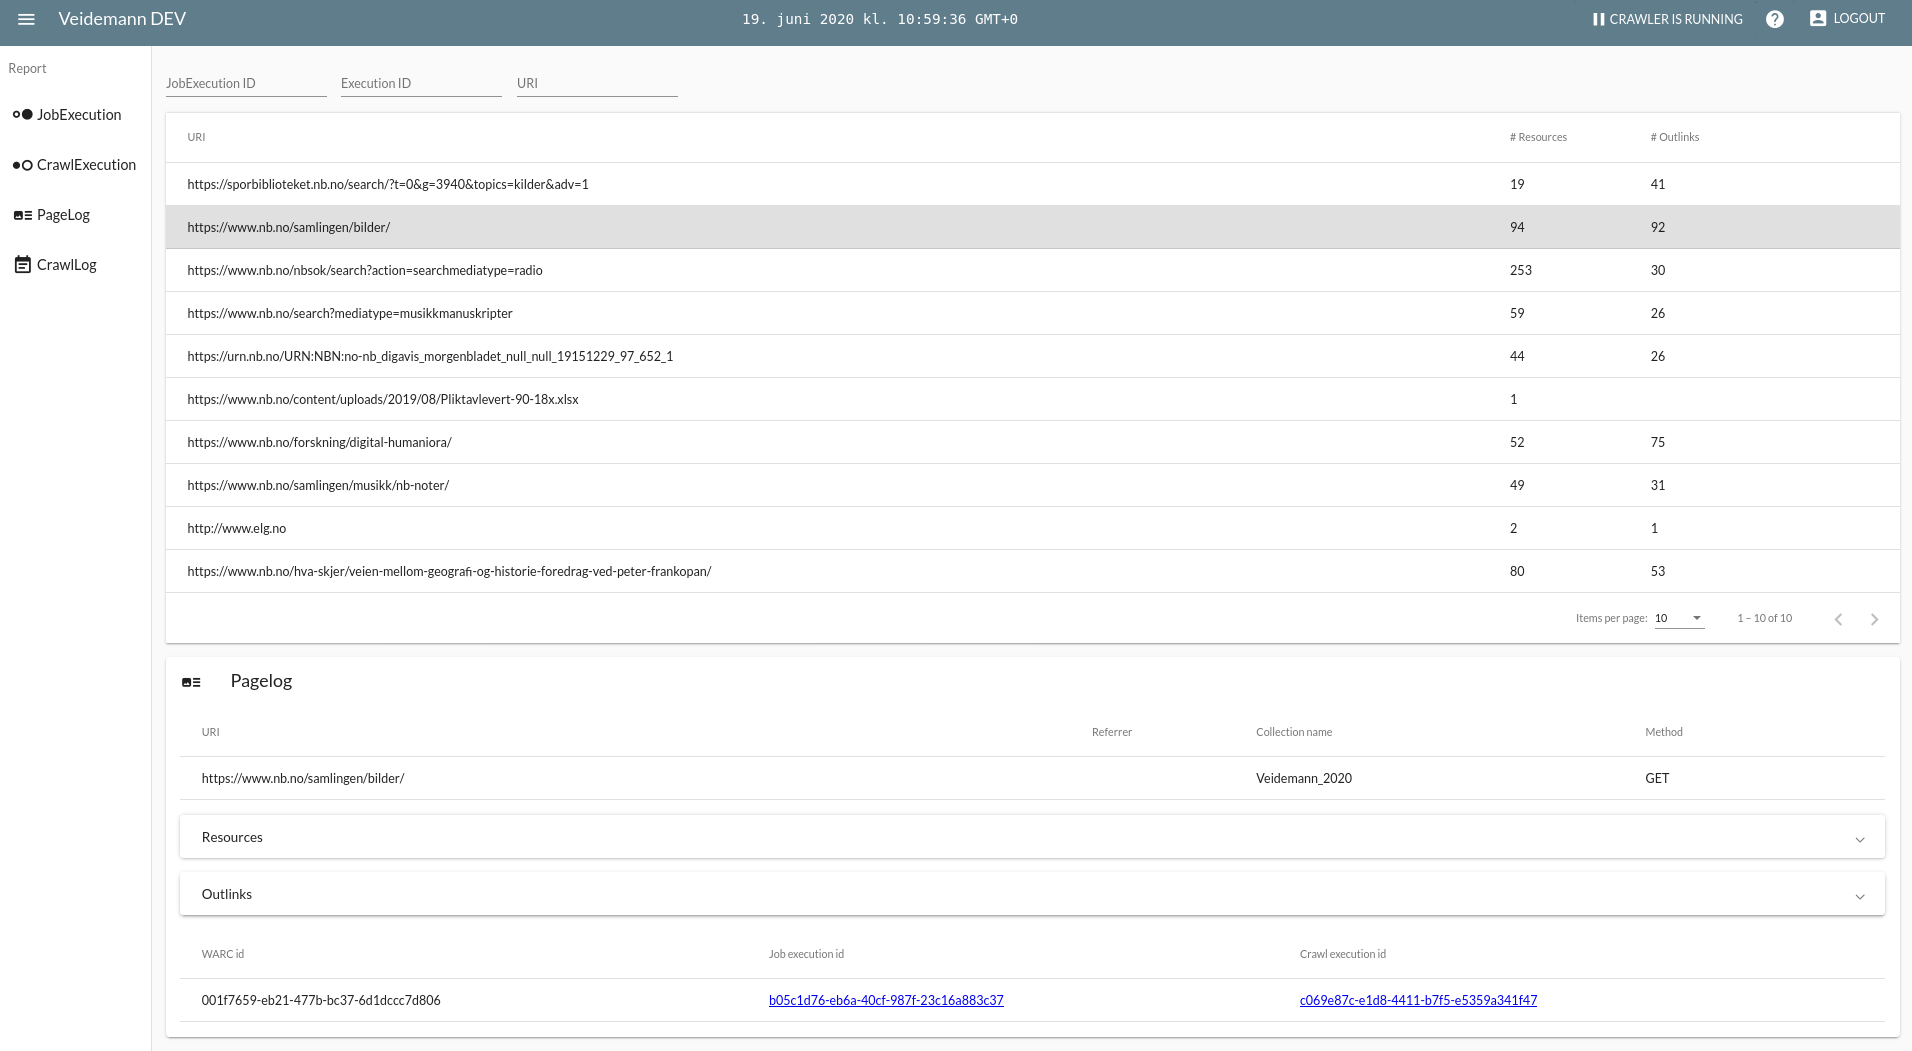 Veidemann DEV
19. juni 2020 kl. 10:59:36 GMT+0
CRAWLER IS RUNNING
LOGOUT
Report
JobExecution
CrawlExecution
PageLog
CrawlLog
JobExecution ID Execution ID URI
URI # Resources # Outlinks
https://sporbiblioteket.nb.no/search/?t=0&g=3940&topics=kilder&adv=1 19 41
https://www.nb.no/samlingen/bilder/ 94 92
https://www.nb.no/nbsok/search?action=searchmediatype=radio 253 30
https://www.nb.no/search?mediatype=musikkmanuskripter 59 26
https://urn.nb.no/URN:NBN:no-nb_digavis_morgenbladet_null_null_19151229_97_652_1 44 26
https://www.nb.no/content/uploads/2019/08/Pliktavlevert-90-18x.xlsx 1
https://www.nb.no/forskning/digital-humaniora/ 52 75
https://www.nb.no/samlingen/musikk/nb-noter/ 49 31
http://www.elg.no 2 1
https://www.nb.no/hva-skjer/veien-mellom-geografi-og-historie-foredrag-ved-peter-frankopan/ 80 53
Items per page: 10 1 – 10 of 10
Pagelog
URI Referrer Collection name Method
https://www.nb.no/samlingen/bilder/ Veidemann_2020 GET
Resources
Outlinks
WARC id Job execution id Crawl execution id
001f7659-eb21-477b-bc37-6d1dccc7d806 b05c1d76-eb6a-40cf-987f-23c16a883c37 c069e87c-e1d8-4411-b7f5-e5359a341f47